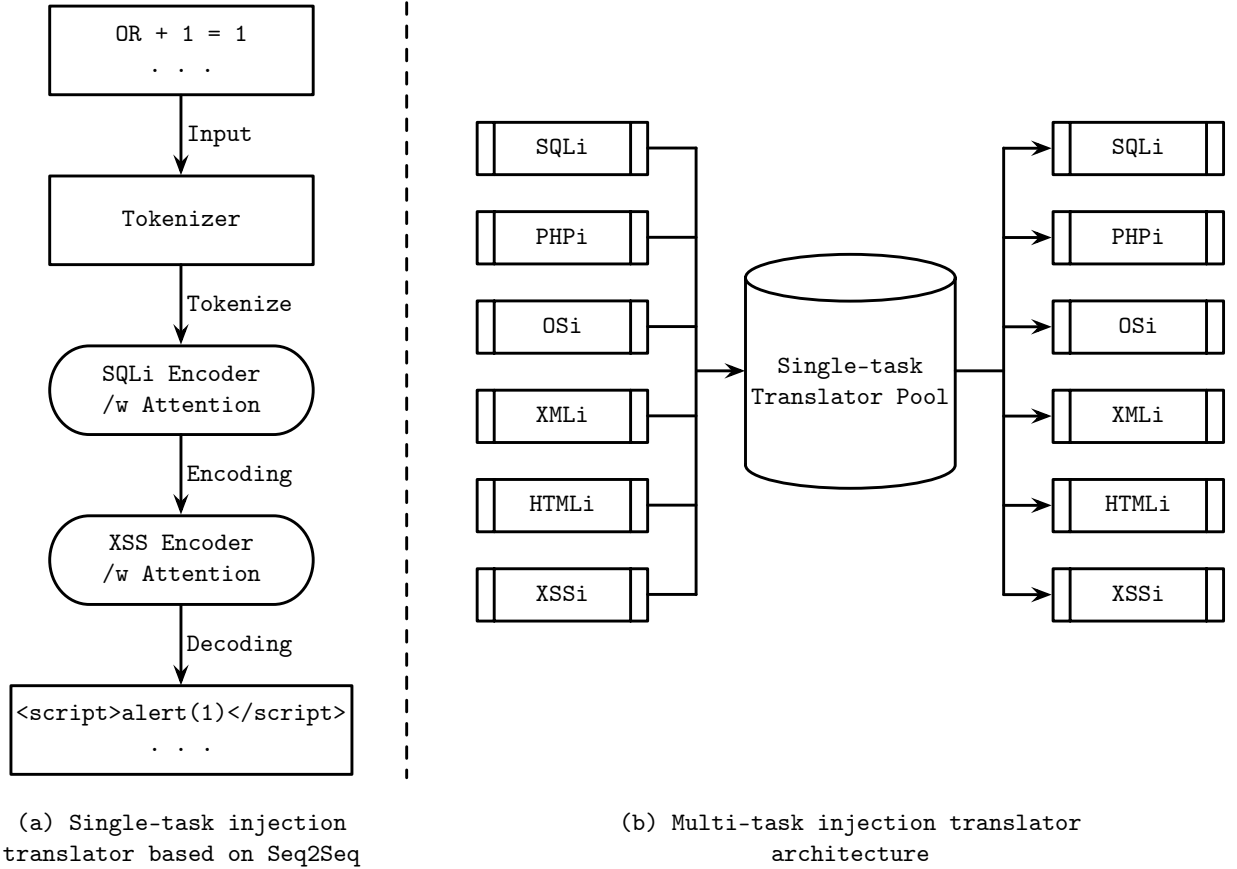 OR + 1 = 1
. . .
Input
Tokenizer
Tokenize
SQLi Encoder
/w Attention
Encoding
XSS Encoder
/w Attention
Decoding
<script>alert(1)</script>
. . .
(a) Single-task injection
translator based on Seq2Seq
SQLi
PHPi
OSi
XMLi
HTMLi
XSSi
Single-task
Translator Pool
SQLi
PHPi
OSi
XMLi
HTMLi
XSSi
(b) Multi-task injection translator
architecture